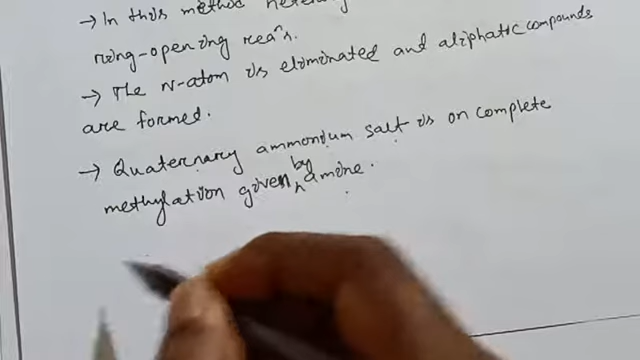 → In this method
ring-opening reaⁿs.
→ The N-atom is eliminated and aliphatic compounds
are formed.
→ Quaternary ammonium salt is on complete
methylation given by amine.